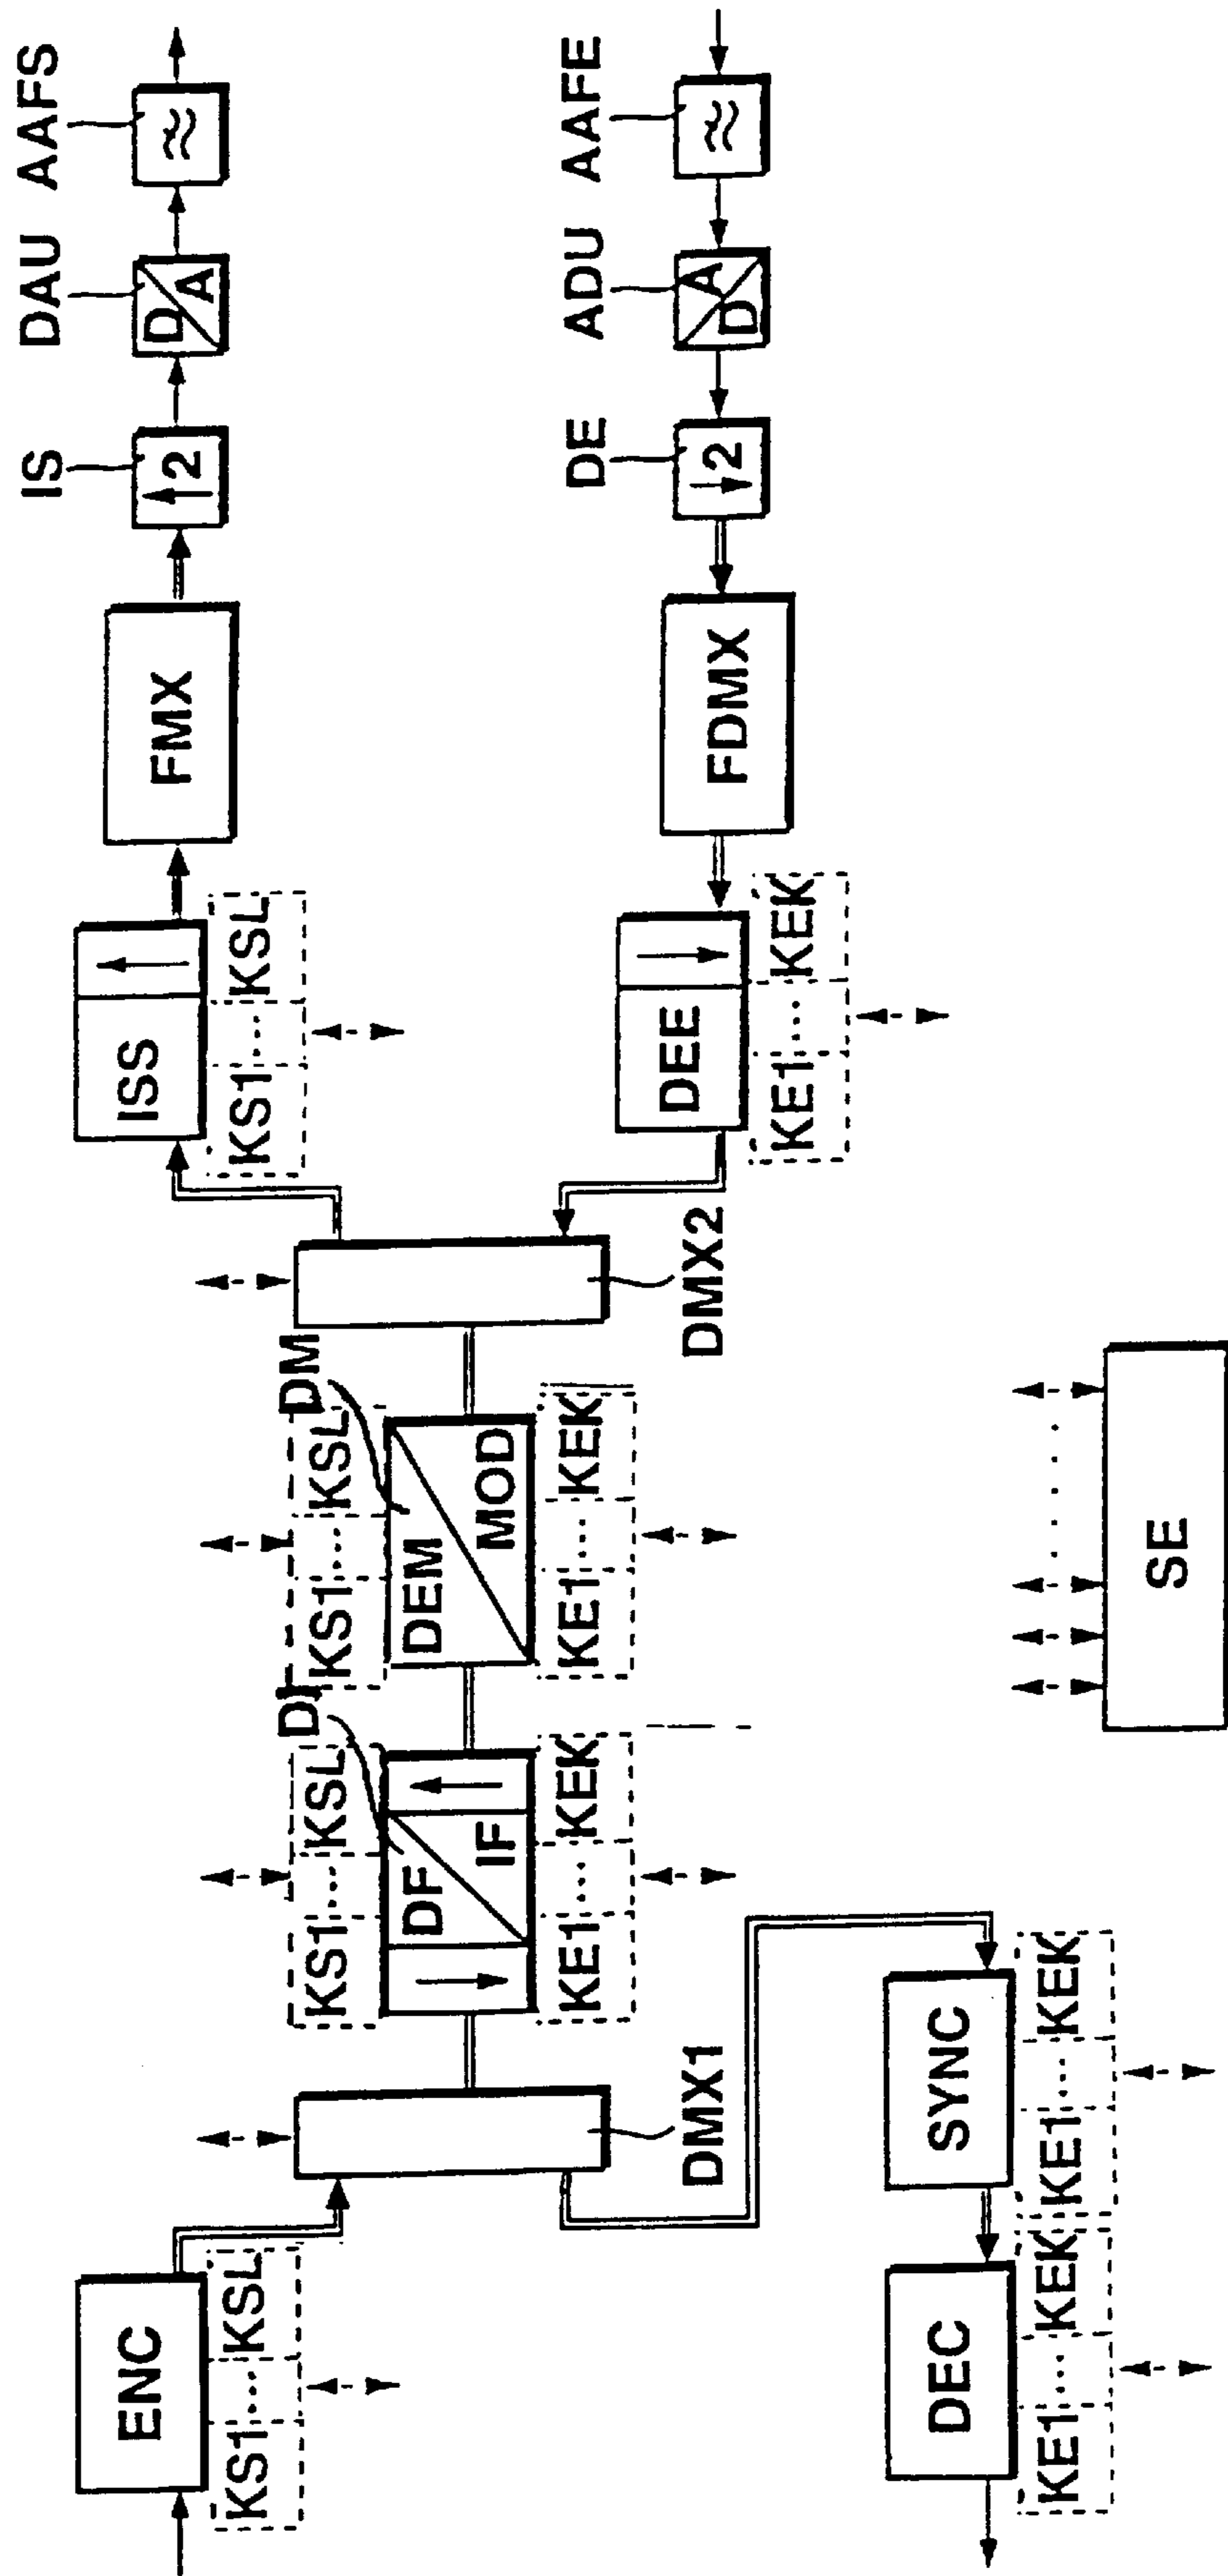 IS DAU AAFS
ENC ISS FMX 2 D A
KS1 ... KSL KS1 ... KSL
DI DM
KS1 ... KSL KS1 ... KSL
DF DEM
IF MOD
KE1 ... KEK KE1 ... KEK
DE ADU AAFE
DMX1 DMX2 DEE FDMX 2 A D
KE1 ... KEK
DEC SYNC SE
KE1 ... KEK KE1 ... KEK